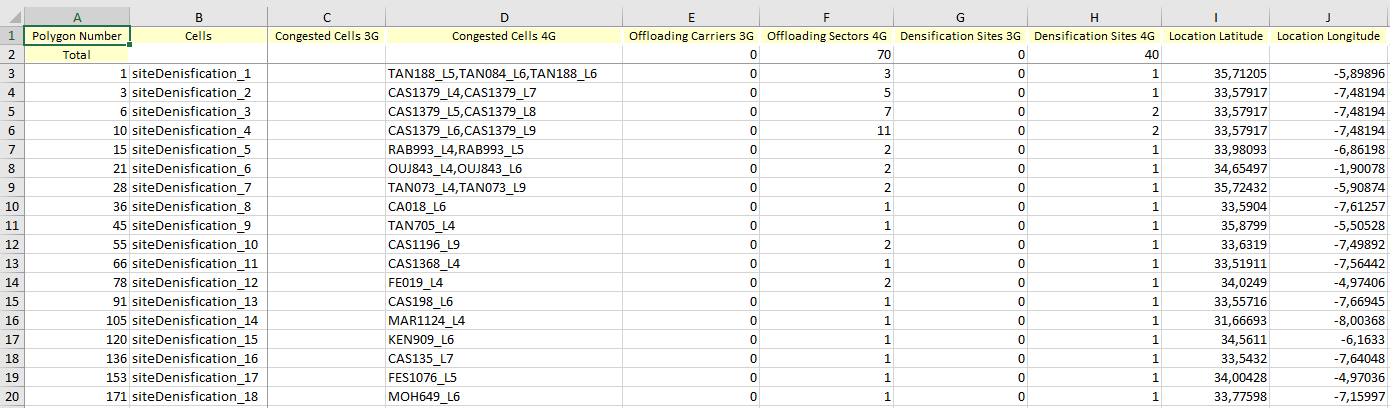 A B C D E F G H I J
1 Polygon Number Cells Congested Cells 3G Congested Cells 4G Offloading Carriers 3G Offloading Sectors 4G Densification Sites 3G Densification Sites 4G Location Latitude Location Longitude
2 Total 0 70 0 40
3 1 siteDenisfication_1 TAN188_L5,TAN084_L6,TAN188_L6 0 3 0 1 35,71205 -5,89896
4 3 siteDenisfication_2 CAS1379_L4,CAS1379_L7 0 5 0 1 33,57917 -7,48194
5 6 siteDenisfication_3 CAS1379_L5,CAS1379_L8 0 7 0 2 33,57917 -7,48194
6 10 siteDenisfication_4 CAS1379_L6,CAS1379_L9 0 11 0 2 33,57917 -7,48194
7 15 siteDenisfication_5 RAB993_L4,RAB993_L5 0 2 0 1 33,98093 -6,86198
8 21 siteDenisfication_6 OUJ843_L4,OUJ843_L6 0 2 0 1 34,65497 -1,90078
9 28 siteDenisfication_7 TAN073_L4,TAN073_L9 0 2 0 1 35,72432 -5,90874
10 36 siteDenisfication_8 CA018_L6 0 1 0 1 33,5904 -7,61257
11 45 siteDenisfication_9 TAN705_L4 0 1 0 1 35,8799 -5,50528
12 55 siteDenisfication_10 CAS1196_L9 0 2 0 1 33,6319 -7,49892
13 66 siteDenisfication_11 CAS1368_L4 0 1 0 1 33,51911 -7,56442
14 78 siteDenisfication_12 FE019_L4 0 2 0 1 34,0249 -4,97406
15 91 siteDenisfication_13 CAS198_L6 0 1 0 1 33,55716 -7,66945
16 105 siteDenisfication_14 MAR1124_L4 0 1 0 1 31,66693 -8,00368
17 120 siteDenisfication_15 KEN909_L6 0 1 0 1 34,5611 -6,1633
18 136 siteDenisfication_16 CAS135_L7 0 1 0 1 33,5432 -7,64048
19 153 siteDenisfication_17 FES1076_L5 0 1 0 1 34,00428 -4,97036
20 171 siteDenisfication_18 MOH649_L6 0 1 0 1 33,77598 -7,15997